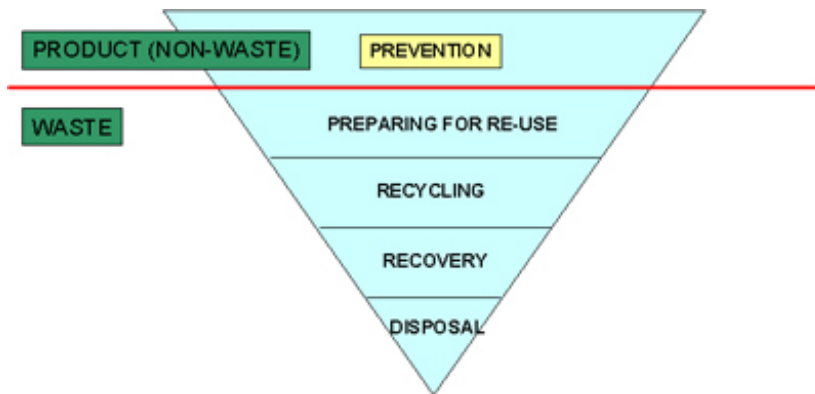 PRODUCT (NON-WASTE)
PREVENTION
WASTE
PREPARING FOR RE-USE
RECYCLING
RECOVERY
DISPOSAL